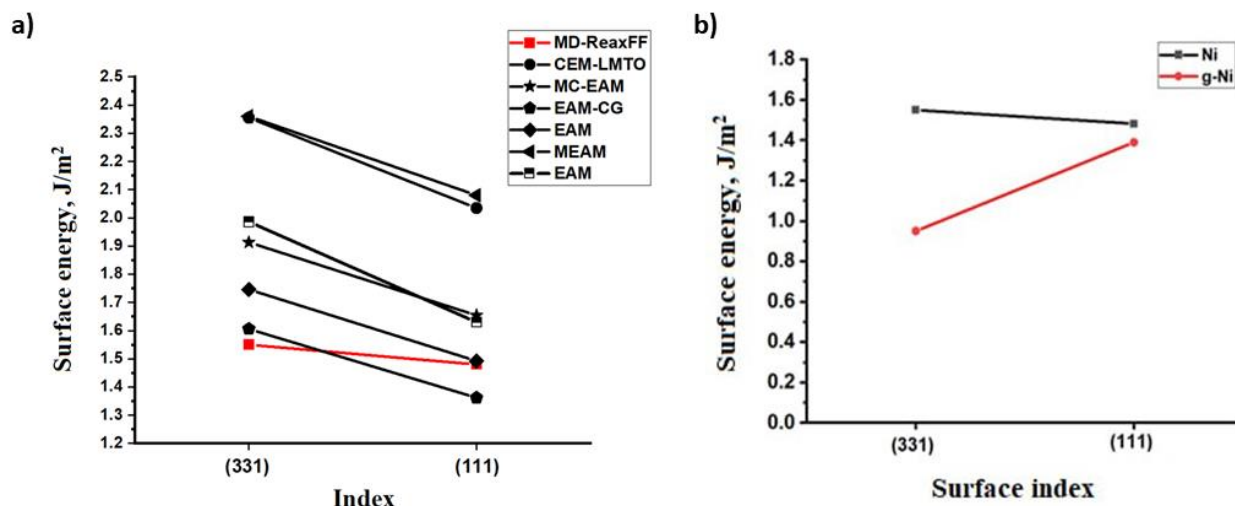 a)
MD-ReaxFF
CEM-LMTO
MC-EAM
EAM-CG
EAM
MEAM
EAM
2.5
2.4
2.3
2.2
2.1
2.0
1.9
1.8
1.7
1.6
1.5
1.4
1.3
1.2
Surface energy, J/m²
(331) (111)
Index
b)
Ni
g-Ni
1.8
1.6
1.4
1.2
1.0
0.8
0.6
0.4
0.2
0.0
Surface energy, J/m²
(331) (111)
Surface index